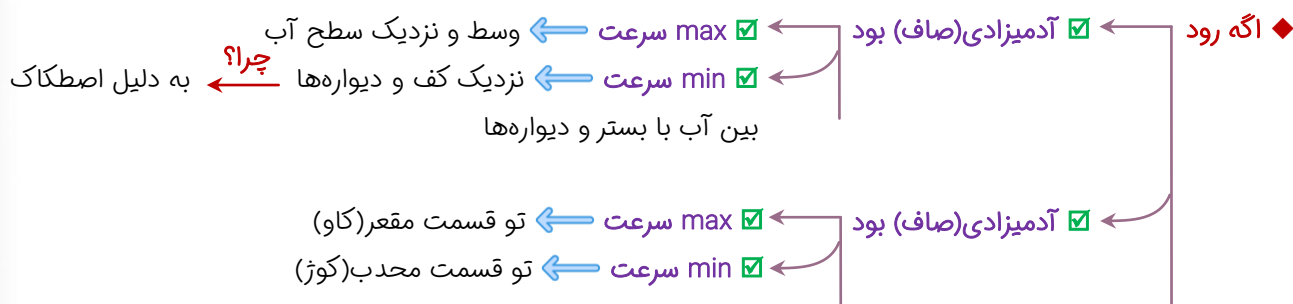 اگه رود آدمیزادی(صاف) بود max سرعت وسط و نزدیک سطح آب
min سرعت نزدیک کف و دیواره‌ها چرا؟ به دلیل اصطکاک
بین آب با بستر و دیواره‌ها
آدمیزادی(صاف) بود max سرعت تو قسمت مقعر(کاو)
min سرعت تو قسمت محدب(کوژ)